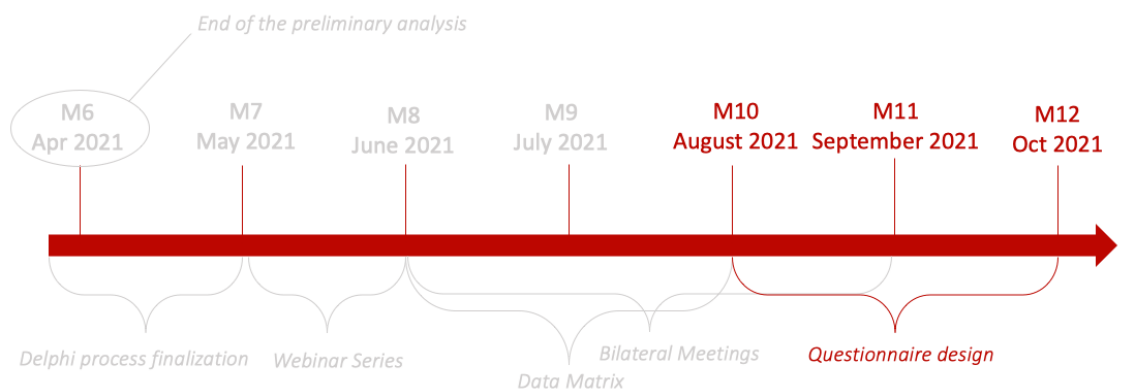 End of the preliminary analysis
M6
Apr 2021
M7
May 2021
M8
June 2021
M9
July 2021
M10
August 2021
M11
September 2021
M12
Oct 2021
Delphi process finalization
Webinar Series
Data Matrix
Bilateral Meetings
Questionnaire design